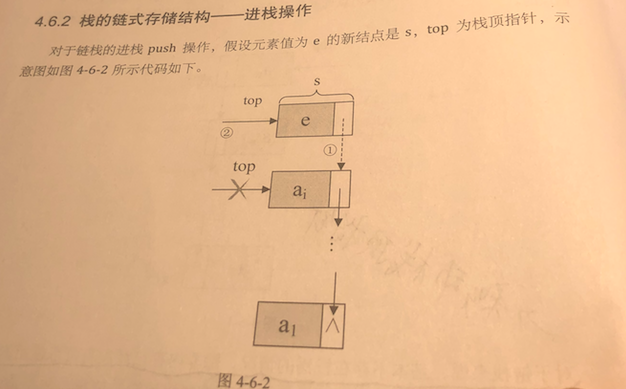 4.6.2 栈的链式存储结构——进栈操作
对于链栈的进栈 push 操作，假设元素值为 e 的新结点是 s，top 为栈顶指针，示
意图如图 4-6-2 所示代码如下。
s
top
e
②
①
top
ai
⋮
a1
∧
图 4-6-2